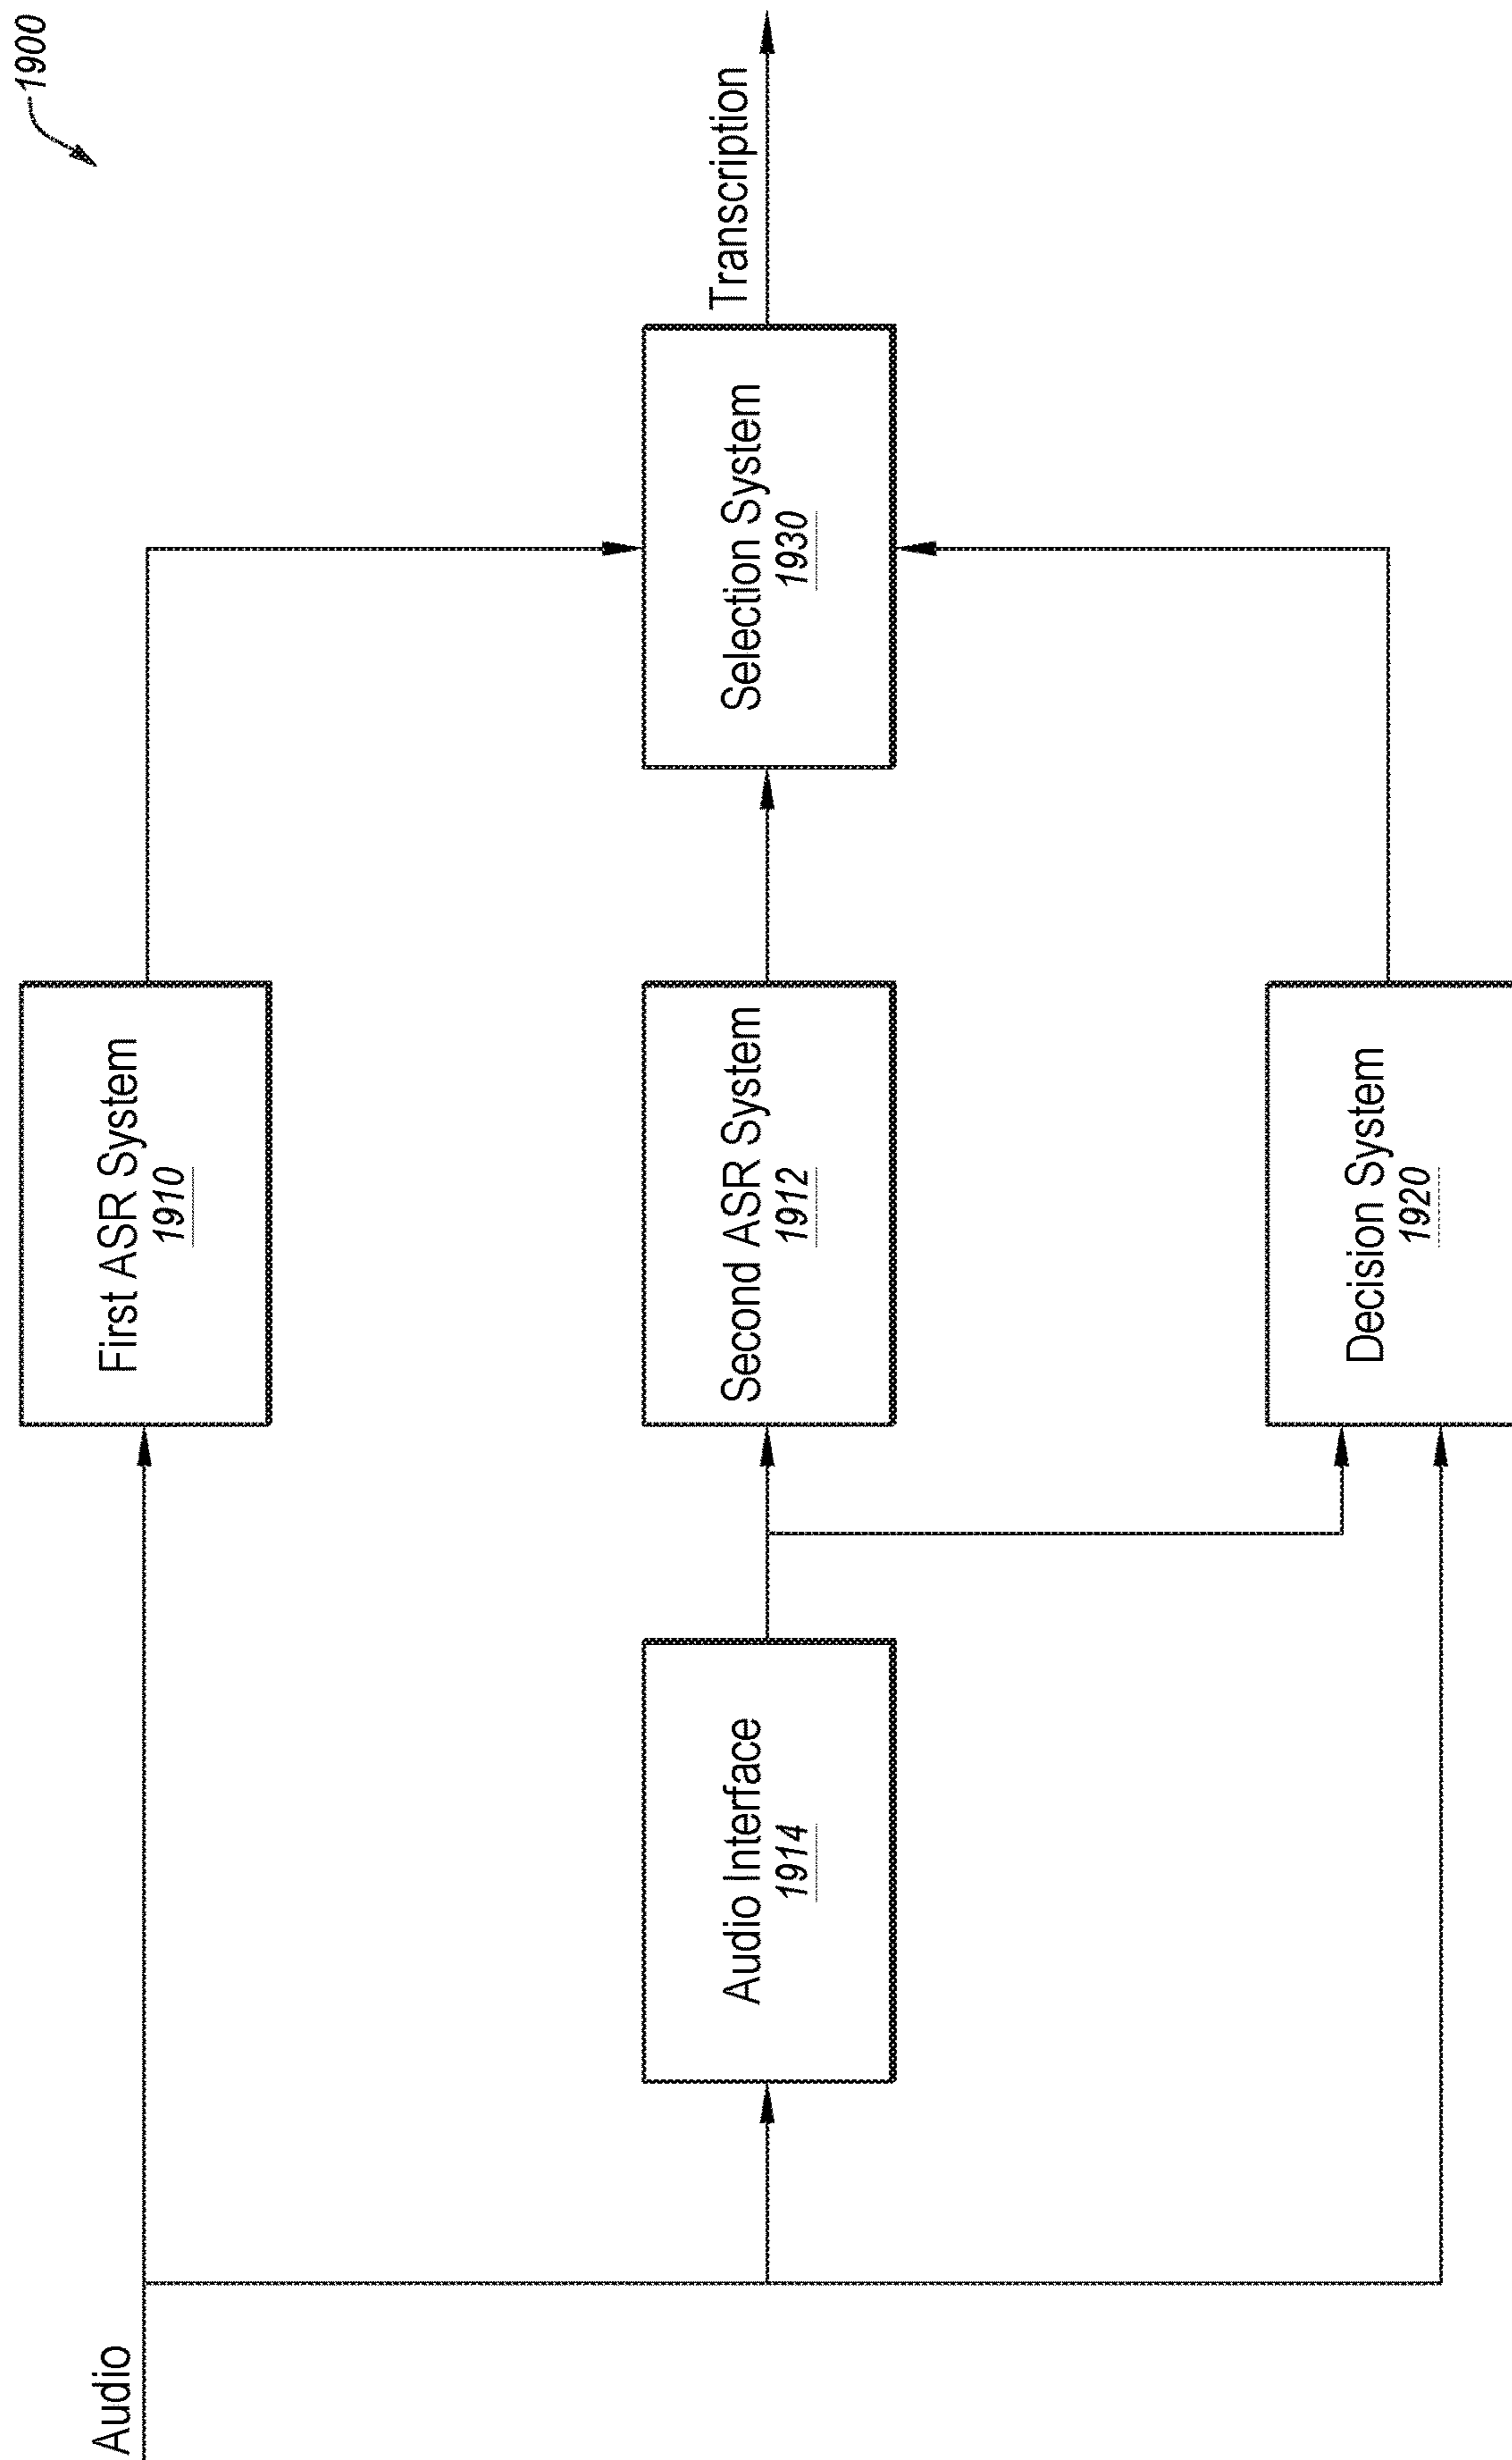 1900
Audio
First ASR System
1910
Audio Interface
1914
Second ASR System
1912
Selection System
1930
Transcription
Decision System
1920